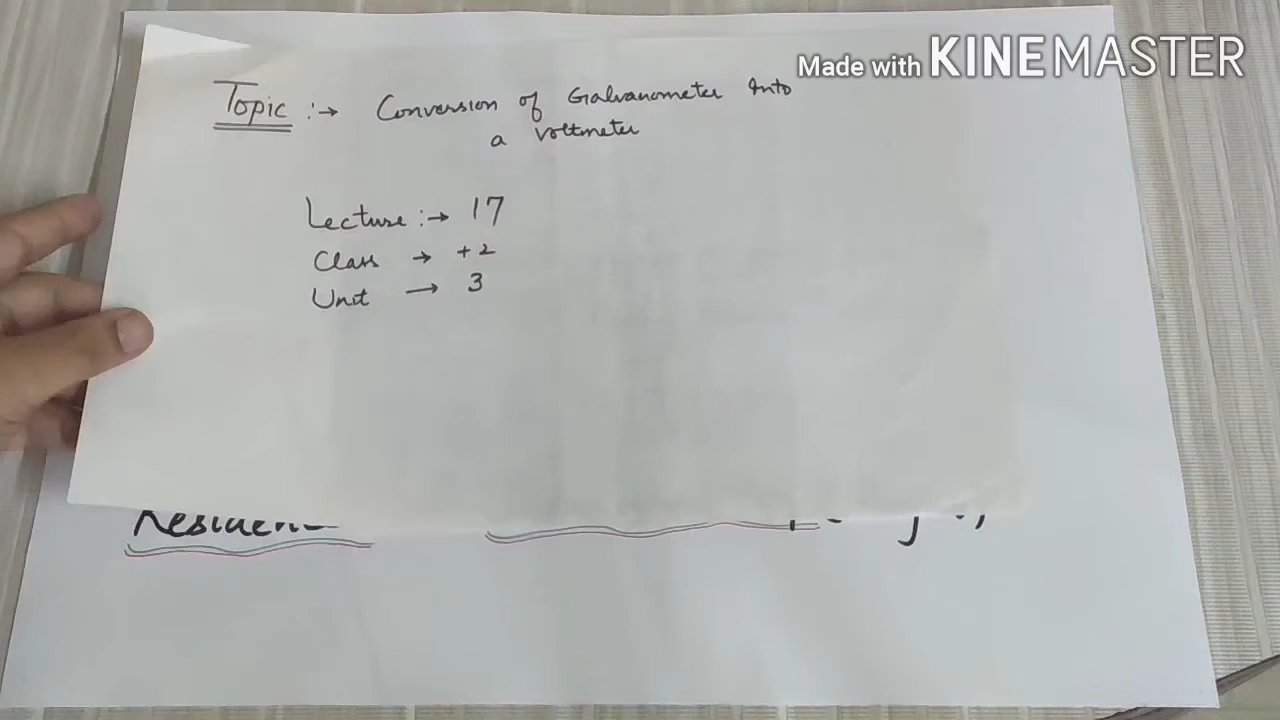 Made with KINEMASTER
Topic :→ Conversion of Galvanometer Into
a Voltmeter
Lecture :→ 17
Class → +2
Unit → 3